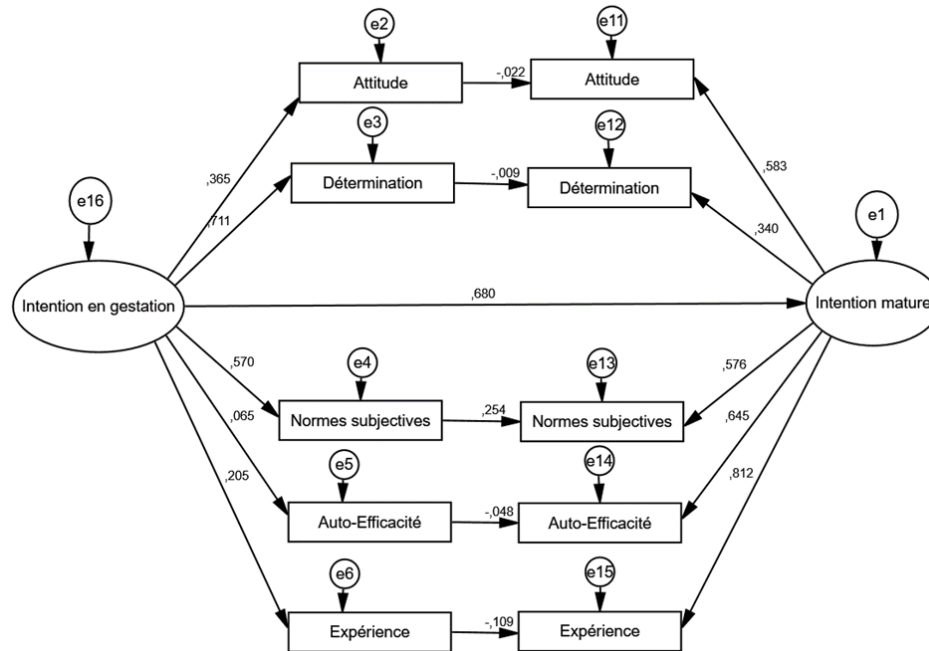 e2
e11
Attitude
-,022
Attitude
e3
e12
,365
Détermination
-,009
Détermination
,583
e16
,711
,340
e1
Intention en gestation
,680
Intention mature
,570
e4
e13
,576
,065
Normes subjectives
,254
Normes subjectives
,645
,205
e5
e14
,812
Auto-Efficacité
-,048
Auto-Efficacité
e6
e15
Expérience
-,109
Expérience